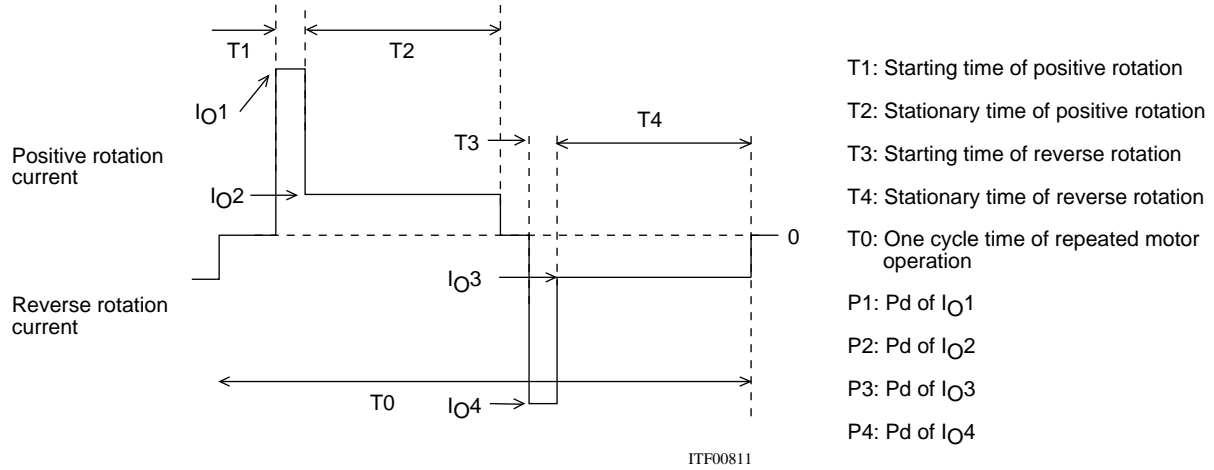 T1
T2
IO1
T3
T4
Positive rotation
current
IO2
0
IO3
Reverse rotation
current
T0
IO4
ITF00811
T1: Starting time of positive rotation
T2: Stationary time of positive rotation
T3: Starting time of reverse rotation
T4: Stationary time of reverse rotation
T0: One cycle time of repeated motor
operation
P1: Pd of IO1
P2: Pd of IO2
P3: Pd of IO3
P4: Pd of IO4